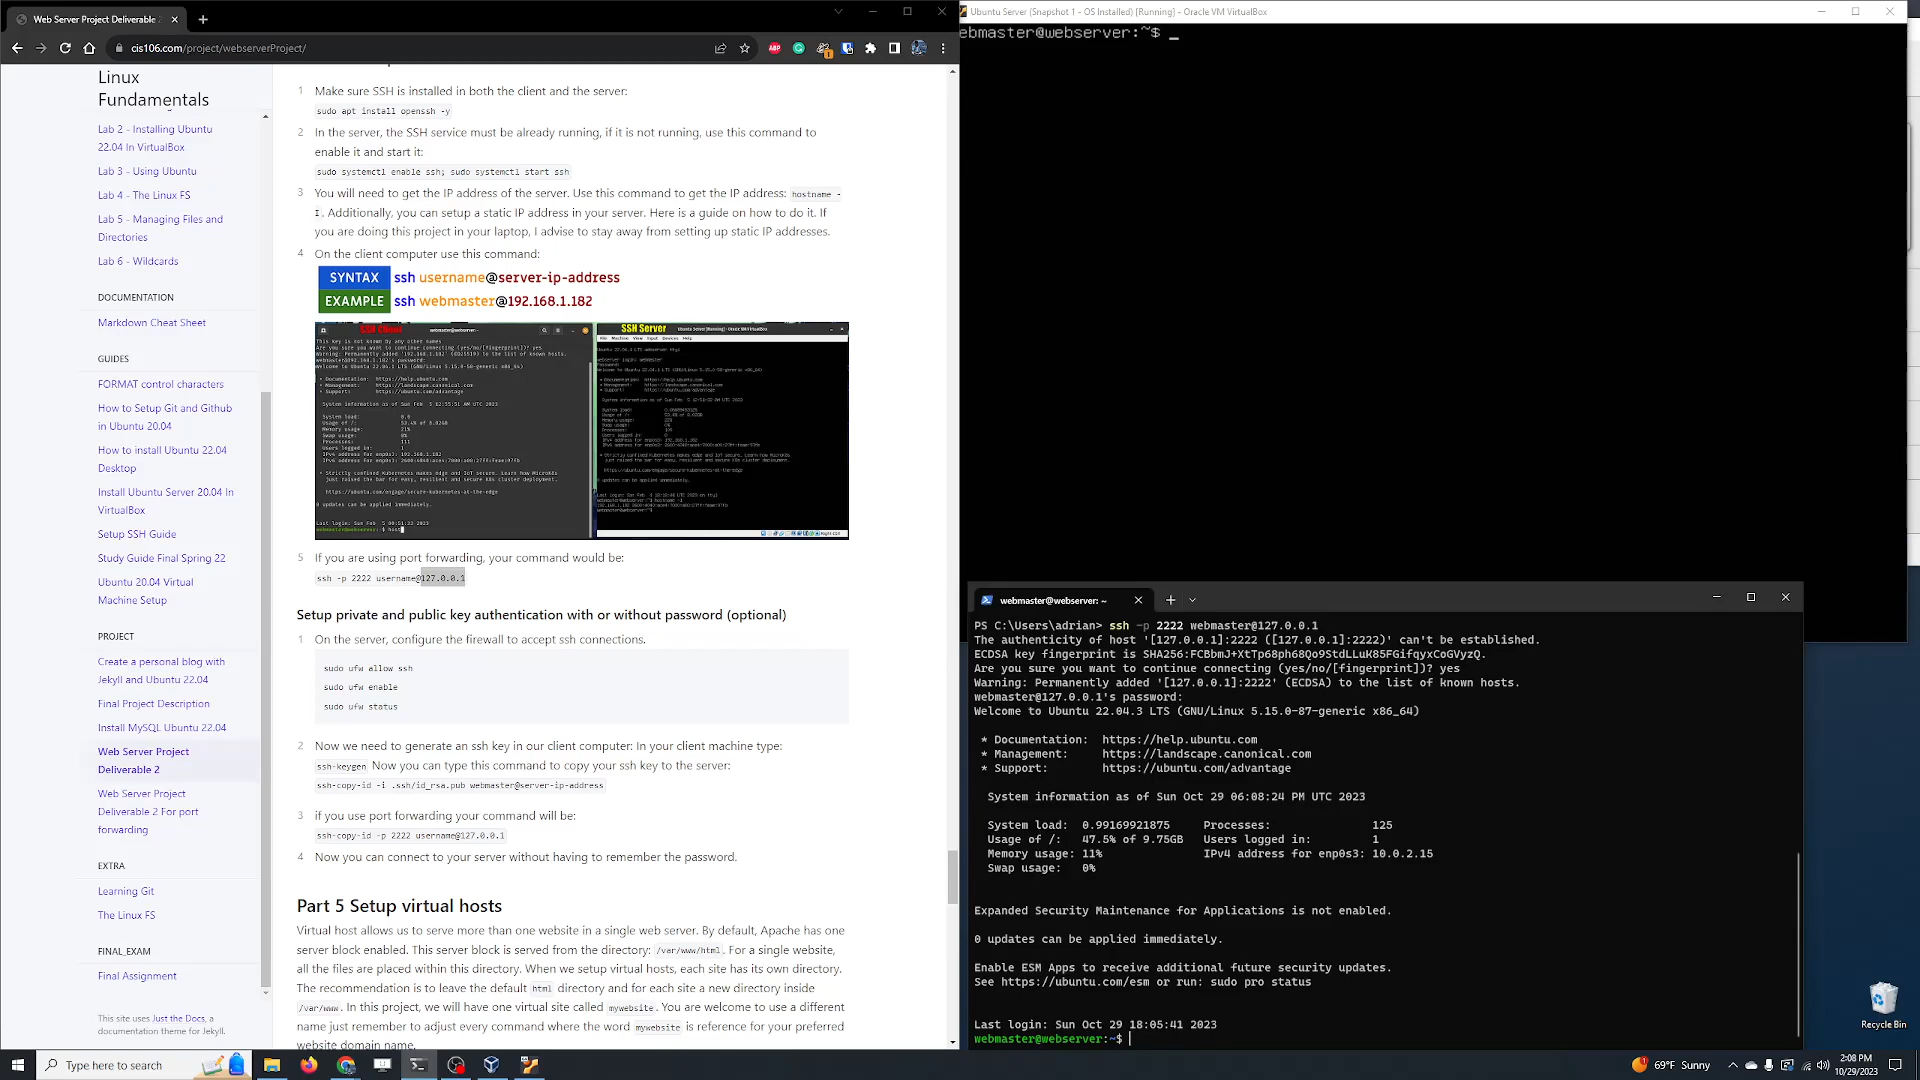 Web Server Project Deliverable 2
cis106.com/project/webserverProject/
Linux
Fundamentals
Lab 2 - Installing Ubuntu
22.04 In VirtualBox
Lab 3 - Using Ubuntu
Lab 4 - The Linux FS
Lab 5 - Managing Files and
Directories
Lab 6 - Wildcards
DOCUMENTATION
Markdown Cheat Sheet
GUIDES
FORMAT control characters
How to Setup Git and Github
in Ubuntu 20.04
How to install Ubuntu 22.04
Desktop
Install Ubuntu Server 20.04 In
VirtualBox
Setup SSH Guide
Study Guide Final Spring 22
Ubuntu 20.04 Virtual
Machine Setup
PROJECT
Create a personal blog with
Jekyll and Ubuntu 22.04
Final Project Description
Install MySQL Ubuntu 22.04
Web Server Project
Deliverable 2
Web Server Project
Deliverable 2 For port
forwarding
EXTRA
Learning Git
The Linux FS
FINAL_EXAM
Final Assignment
This site uses Just the Docs, a
documentation theme for Jekyll.
1 Make sure SSH is installed in both the client and the server:
sudo apt install openssh -y
2 In the server, the SSH service must be already running, if it is not running, use this command to
enable it and start it:
sudo systemctl enable ssh; sudo systemctl start ssh
3 You will need to get the IP address of the server. Use this command to get the IP address: hostname -
I. Additionally, you can setup a static IP address in your server. Here is a guide on how to do it. If
you are doing this project in your laptop, I advise to stay away from setting up static IP addresses.
4 On the client computer use this command:
SYNTAX ssh username@server-ip-address
EXAMPLE ssh webmaster@192.168.1.182
SSH Client
SSH Server
5 If you are using port forwarding, your command would be:
ssh -p 2222 username@127.0.0.1
Setup private and public key authentication with or without password (optional)
1 On the server, configure the firewall to accept ssh connections.
sudo ufw allow ssh
sudo ufw enable
sudo ufw status
2 Now we need to generate an ssh key in our client computer: In your client machine type:
ssh-keygen Now you can type this command to copy your ssh key to the server:
ssh-copy-id -i .ssh/id_rsa.pub webmaster@server-ip-address
3 if you use port forwarding your command will be:
ssh-copy-id -p 2222 username@127.0.0.1
4 Now you can connect to your server without having to remember the password.
Part 5 Setup virtual hosts
Virtual host allows us to serve more than one website in a single web server. By default, Apache has one
server block enabled. This server block is served from the directory: /var/www/html. For a single website,
all the files are placed within this directory. When we setup virtual hosts, each site has its own directory.
The recommendation is to leave the default html directory and for each site a new directory inside
/var/www. In this project, we will have one virtual site called mywebsite. You are welcome to use a different
name just remember to adjust every command where the word mywebsite is reference for your preferred
website domain name.
Ubuntu Server (Snapshot 1 - OS Installed) [Running] - Oracle VM VirtualBox
ebmaster@webserver:~$ _
webmaster@webserver: ~
PS C:\Users\adrian> ssh -p 2222 webmaster@127.0.0.1
The authenticity of host '[127.0.0.1]:2222 ([127.0.0.1]:2222)' can't be established.
ECDSA key fingerprint is SHA256:FCBbmJ+XtTp68ph68Qo9StdLLuK85FGifqyxCoGVyzQ.
Are you sure you want to continue connecting (yes/no/[fingerprint])? yes
Warning: Permanently added '[127.0.0.1]:2222' (ECDSA) to the list of known hosts.
webmaster@127.0.0.1's password:
Welcome to Ubuntu 22.04.3 LTS (GNU/Linux 5.15.0-87-generic x86_64)
* Documentation: https://help.ubuntu.com
* Management: https://landscape.canonical.com
* Support: https://ubuntu.com/advantage
System information as of Sun Oct 29 06:08:24 PM UTC 2023
System load: 0.99169921875 Processes: 125
Usage of /: 47.5% of 9.75GB Users logged in: 1
Memory usage: 11% IPv4 address for enp0s3: 10.0.2.15
Swap usage: 0%
Expanded Security Maintenance for Applications is not enabled.
0 updates can be applied immediately.
Enable ESM Apps to receive additional future security updates.
See https://ubuntu.com/esm or run: sudo pro status
Last login: Sun Oct 29 18:05:41 2023
webmaster@webserver:~$
Recycle Bin
Type here to search
69°F Sunny
2:08 PM
10/29/2023